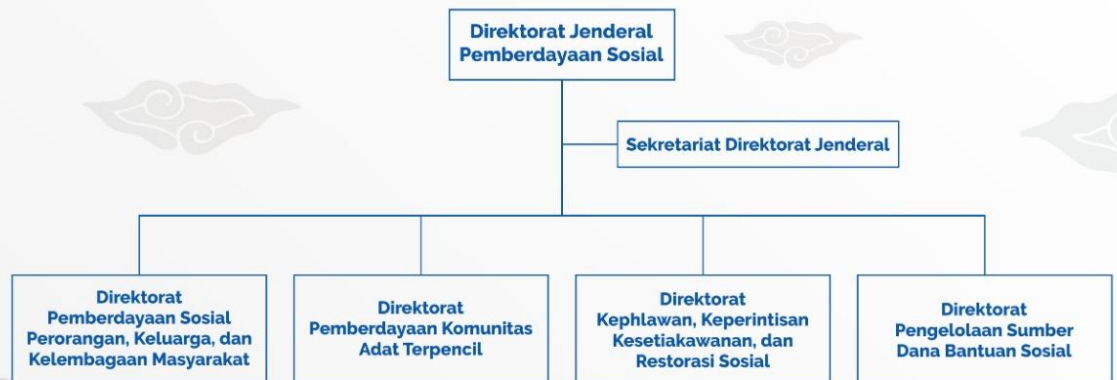 Direktorat Jenderal
Pemberdayaan Sosial
Sekretariat Direktorat Jenderal
Direktorat
Pemberdayaan Sosial
Perorangan, Keluarga, dan
Kelembagaan Masyarakat
Direktorat
Pemberdayaan Komunitas
Adat Terpencil
Direktorat
Kephlawan, Keperintisan
Kesetiakawanan, dan
Restorasi Sosial
Direktorat
Pengelolaan Sumber
Dana Bantuan Sosial